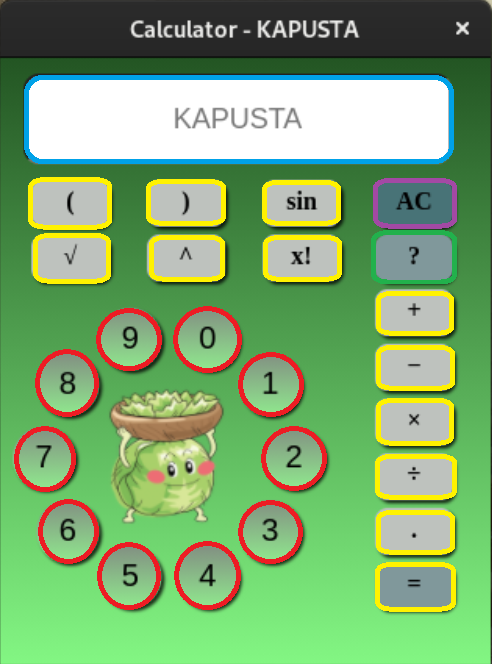 Calculator - KAPUSTA ×
KAPUSTA
( ) sin AC
√ ^ x! ?
+
−
×
÷
.
=
9 0
8 1
7 2
6 3
5 4